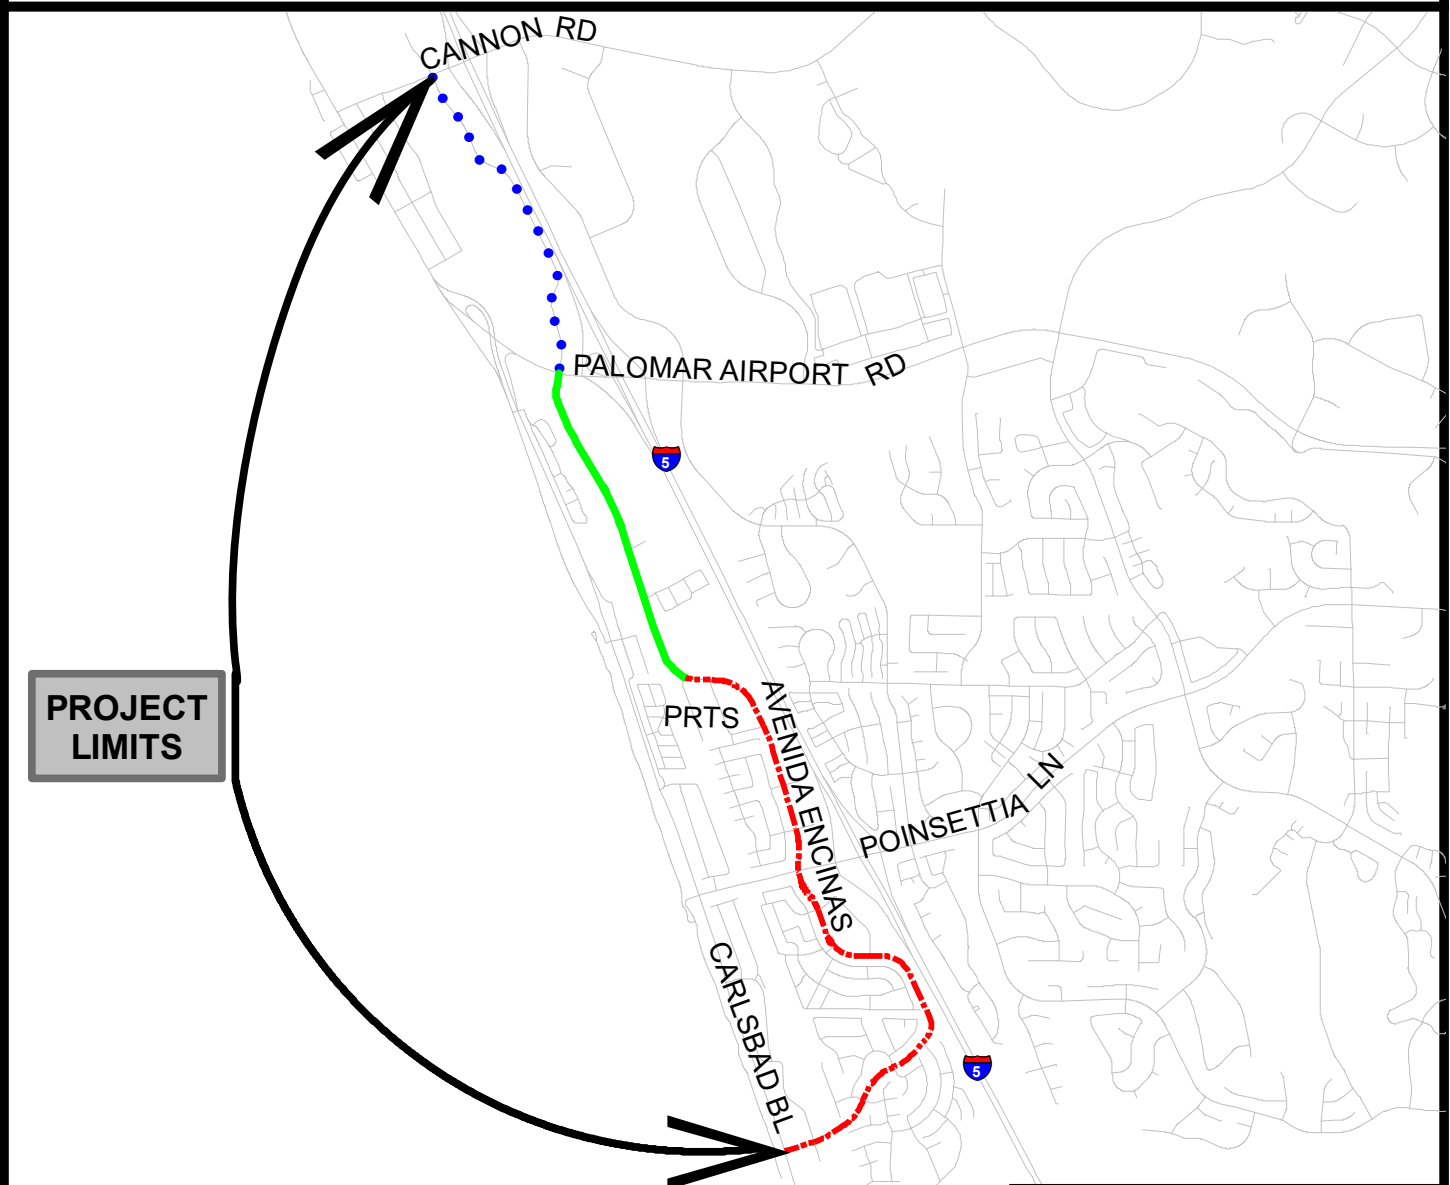 CANNON RD
PALOMAR AIRPORT RD
5
PROJECT
LIMITS
PRTS
AVENIDA ENCINAS
POINSETTIA LN
CARLSBAD BL
5